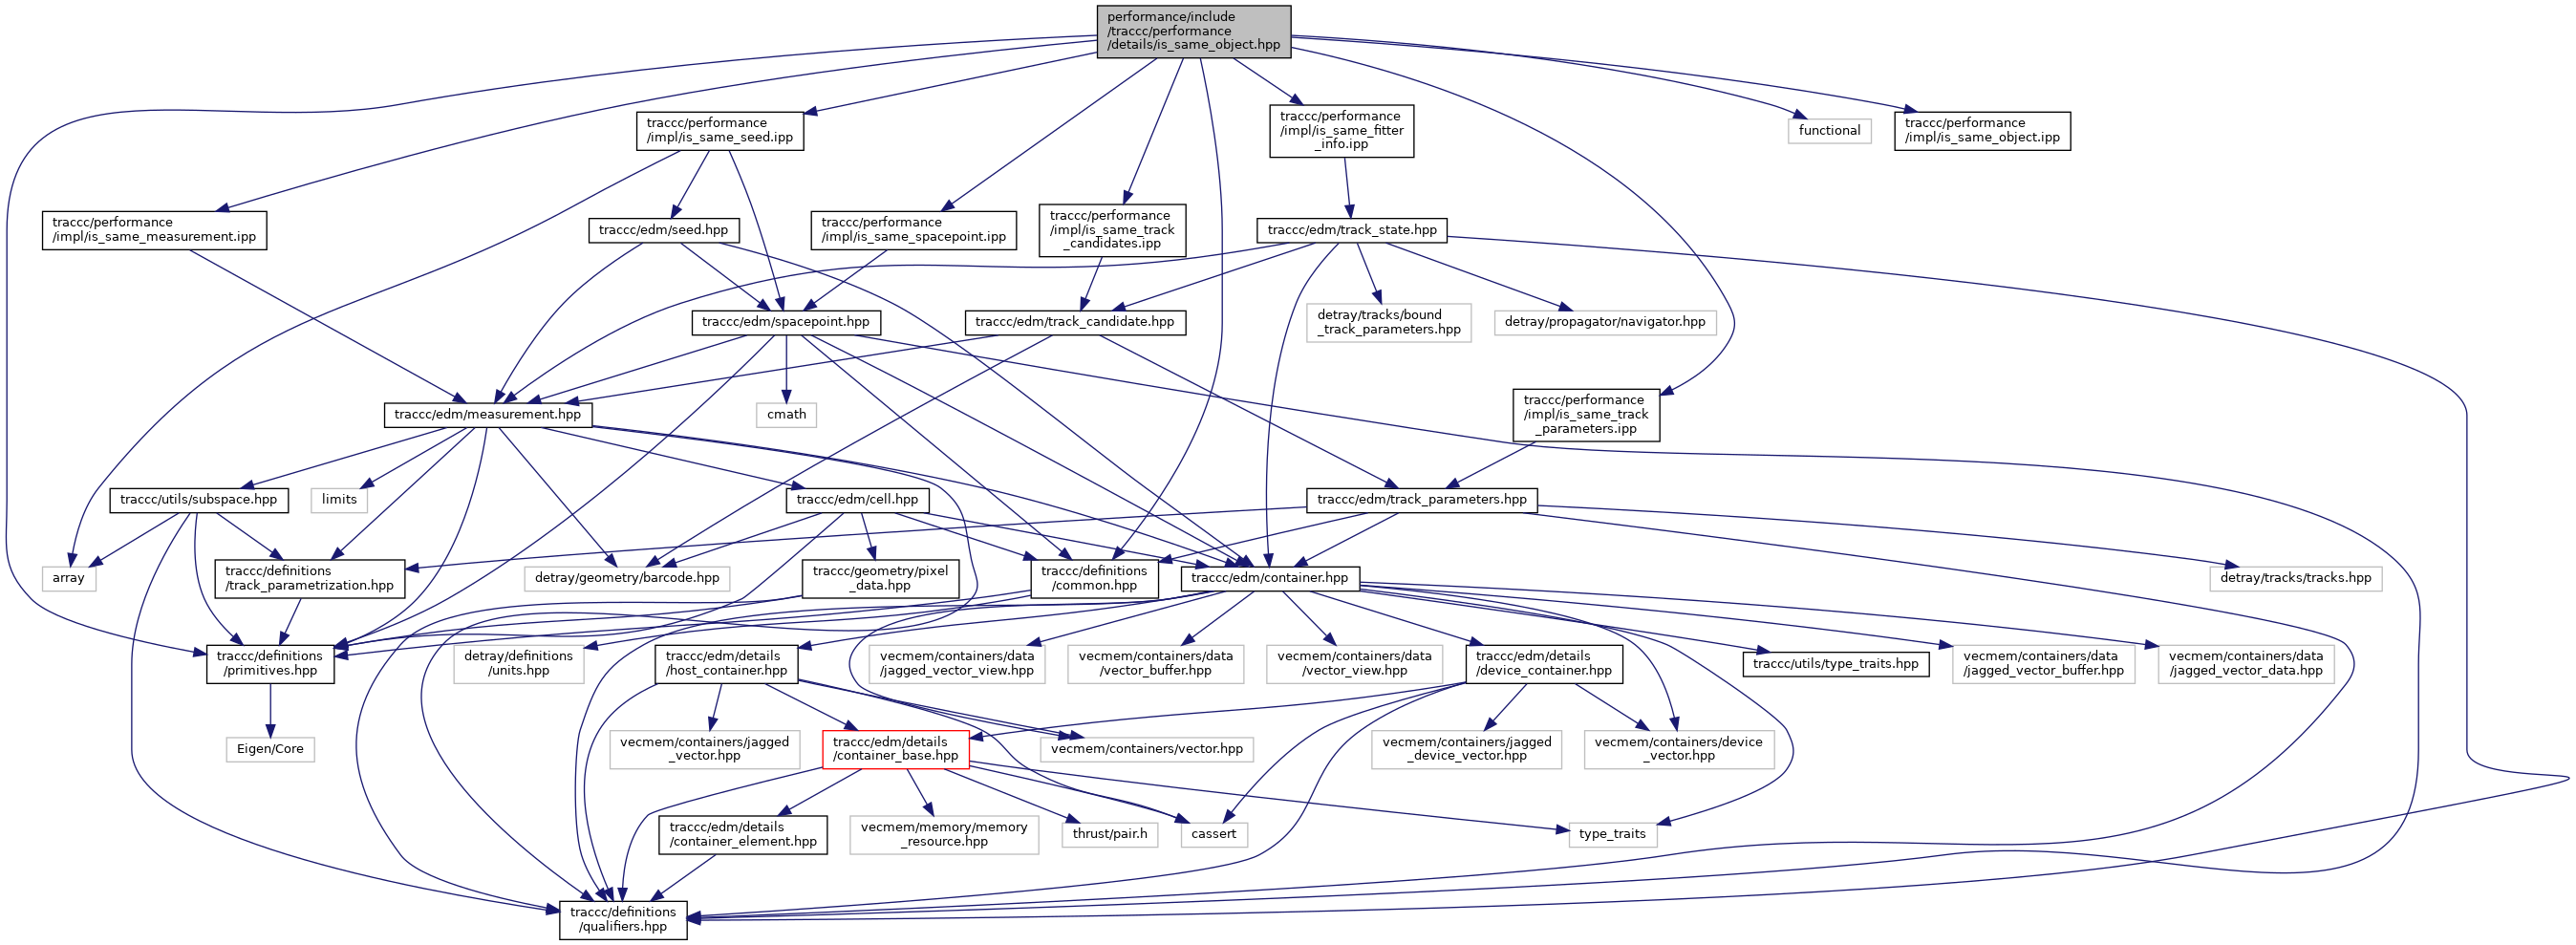 performance/include
/traccc/performance
/details/is_same_object.hpp
traccc/performance
/impl/is_same_seed.ipp
traccc/performance
/impl/is_same_fitter
_info.ipp
functional
traccc/performance
/impl/is_same_object.ipp
traccc/performance
/impl/is_same_measurement.ipp
traccc/edm/seed.hpp
traccc/performance
/impl/is_same_spacepoint.ipp
traccc/performance
/impl/is_same_track
_candidates.ipp
traccc/edm/track_state.hpp
traccc/edm/spacepoint.hpp
traccc/edm/track_candidate.hpp
detray/tracks/bound
_track_parameters.hpp
detray/propagator/navigator.hpp
traccc/edm/measurement.hpp
cmath
traccc/performance
/impl/is_same_track
_parameters.ipp
traccc/utils/subspace.hpp
limits
traccc/edm/cell.hpp
traccc/edm/track_parameters.hpp
array
traccc/definitions
/track_parametrization.hpp
detray/geometry/barcode.hpp
traccc/geometry/pixel
_data.hpp
traccc/definitions
/common.hpp
traccc/edm/container.hpp
detray/tracks/tracks.hpp
traccc/definitions
/primitives.hpp
detray/definitions
/units.hpp
traccc/edm/details
/host_container.hpp
vecmem/containers/data
/jagged_vector_view.hpp
vecmem/containers/data
/vector_buffer.hpp
vecmem/containers/data
/vector_view.hpp
traccc/edm/details
/device_container.hpp
traccc/utils/type_traits.hpp
vecmem/containers/data
/jagged_vector_buffer.hpp
vecmem/containers/data
/jagged_vector_data.hpp
Eigen/Core
vecmem/containers/jagged
_vector.hpp
traccc/edm/details
/container_base.hpp
vecmem/containers/vector.hpp
vecmem/containers/jagged
_device_vector.hpp
vecmem/containers/device
_vector.hpp
traccc/edm/details
/container_element.hpp
vecmem/memory/memory
_resource.hpp
thrust/pair.h
cassert
type_traits
traccc/definitions
/qualifiers.hpp